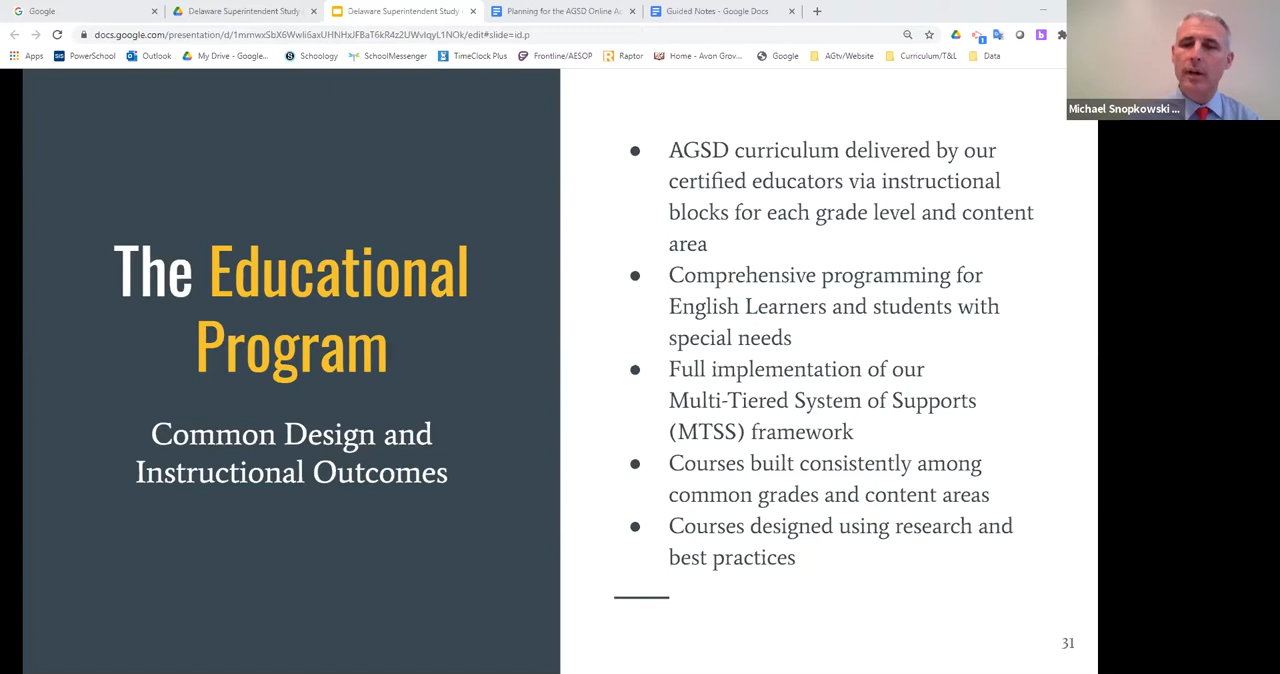 Google
Delaware Superintendent Study
Delaware Superintendent Study
Planning for the AGSD Online Ac
Guided Notes - Google Docs
docs.google.com/presentation/d/
edit#slide=id.p
Apps
PowerSchool
Outlook
My Drive - Google...
Schoology
SchoolMessenger
TimeClock Plus
Frontline/AESOP
Raptor
Home - Avon Grov...
Google
AGtv/Website
Curriculum/T&L
Data
Michael Snopkowski ...
The Educational
Program
Common Design and
Instructional Outcomes
● AGSD curriculum delivered by our
certified educators via instructional
blocks for each grade level and content
area
● Comprehensive programming for
English Learners and students with
special needs
● Full implementation of our
Multi-Tiered System of Supports
(MTSS) framework
● Courses built consistently among
common grades and content areas
● Courses designed using research and
best practices
31